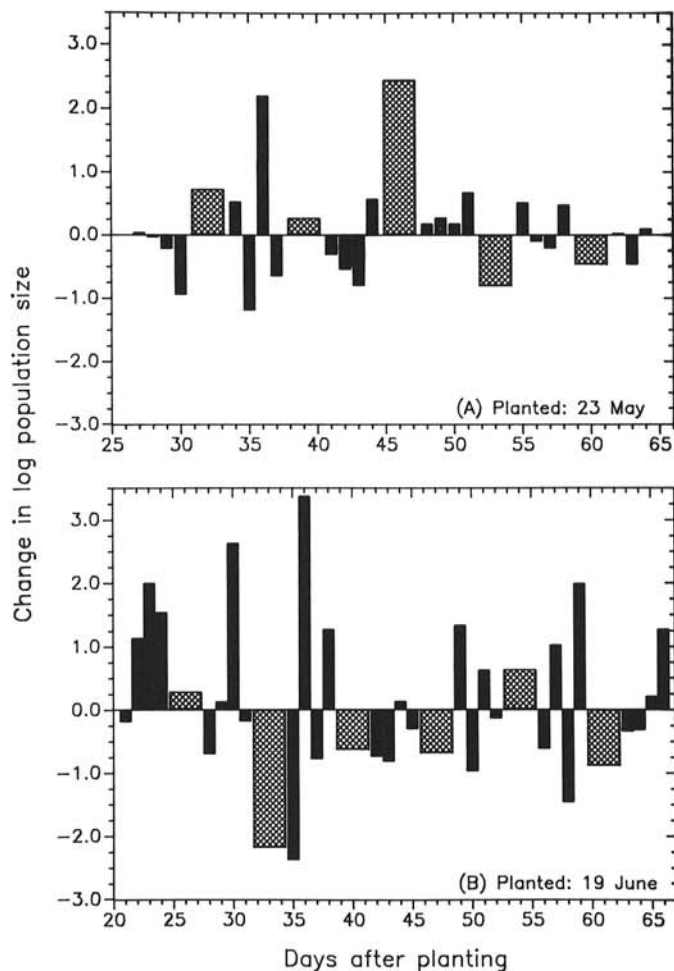 3.0
2.0
1.0
0.0
-1.0
-2.0
-3.0
(A) Planted: 23 May
25 30 35 40 45 50 55 60 65
Change in log population size
3.0
2.0
1.0
0.0
-1.0
-2.0
-3.0
(B) Planted: 19 June
20 25 30 35 40 45 50 55 60 65
Days after planting